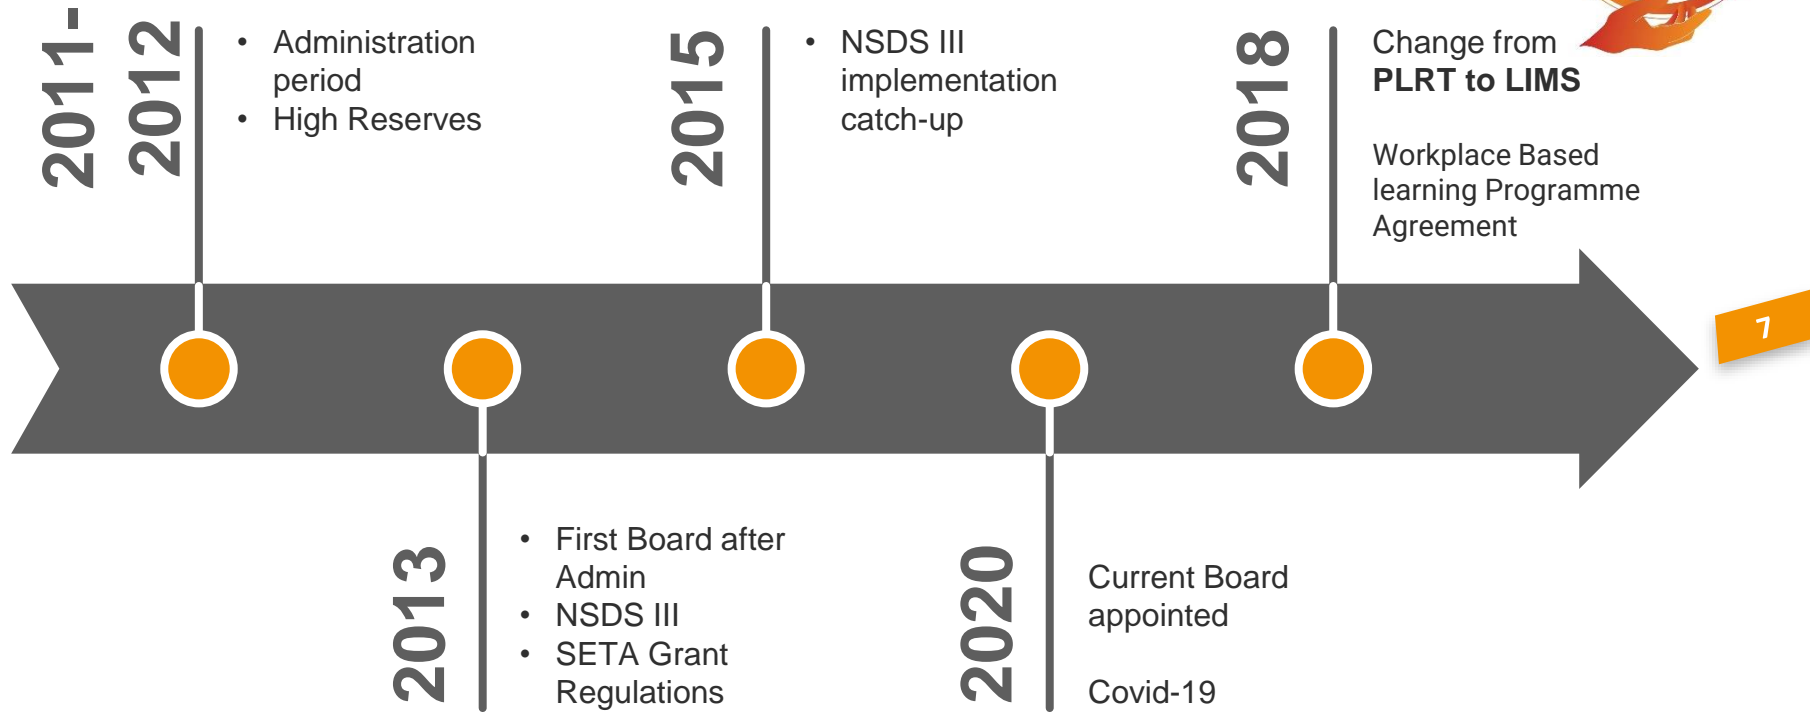 2011-
2012
• Administration
period
• High Reserves
2015
• NSDS III
implementation
catch-up
2018
Change from
PLRT to LIMS
Workplace Based
learning Programme
Agreement
7
2013
• First Board after
Admin
• NSDS III
• SETA Grant
Regulations
2020
Current Board
appointed
Covid-19